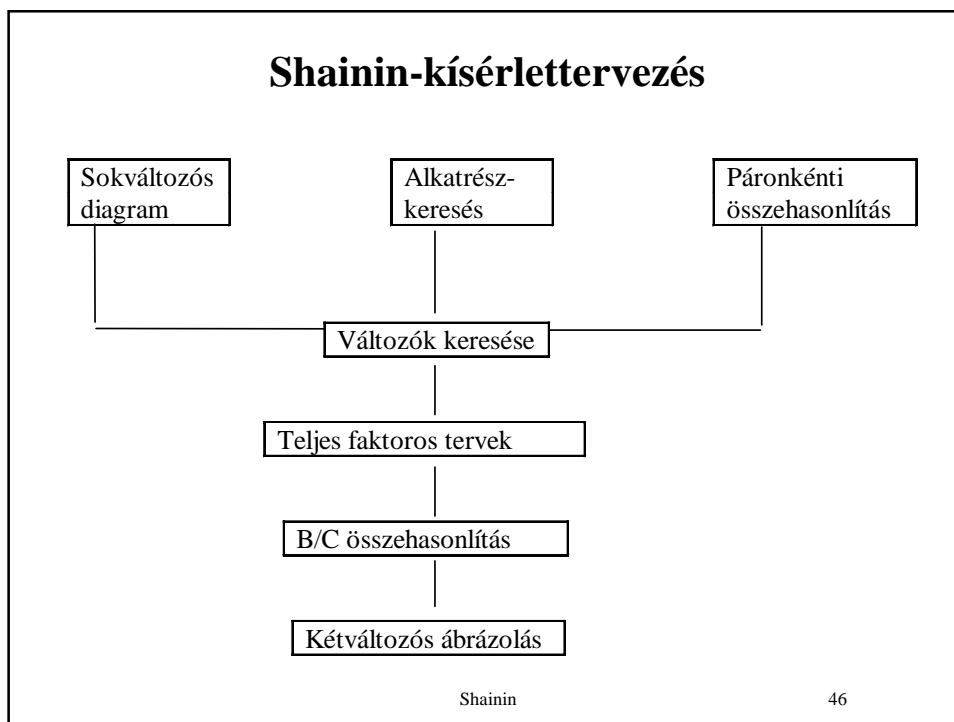 Shainin-kísérlettervezés
Sokváltozós
diagram
Alkatrész-
keresés
Páronkénti
összehasonlítás
Változók keresése
Teljes faktoros tervek
B/C összehasonlítás
Kétváltozós ábrázolás
Shainin
46